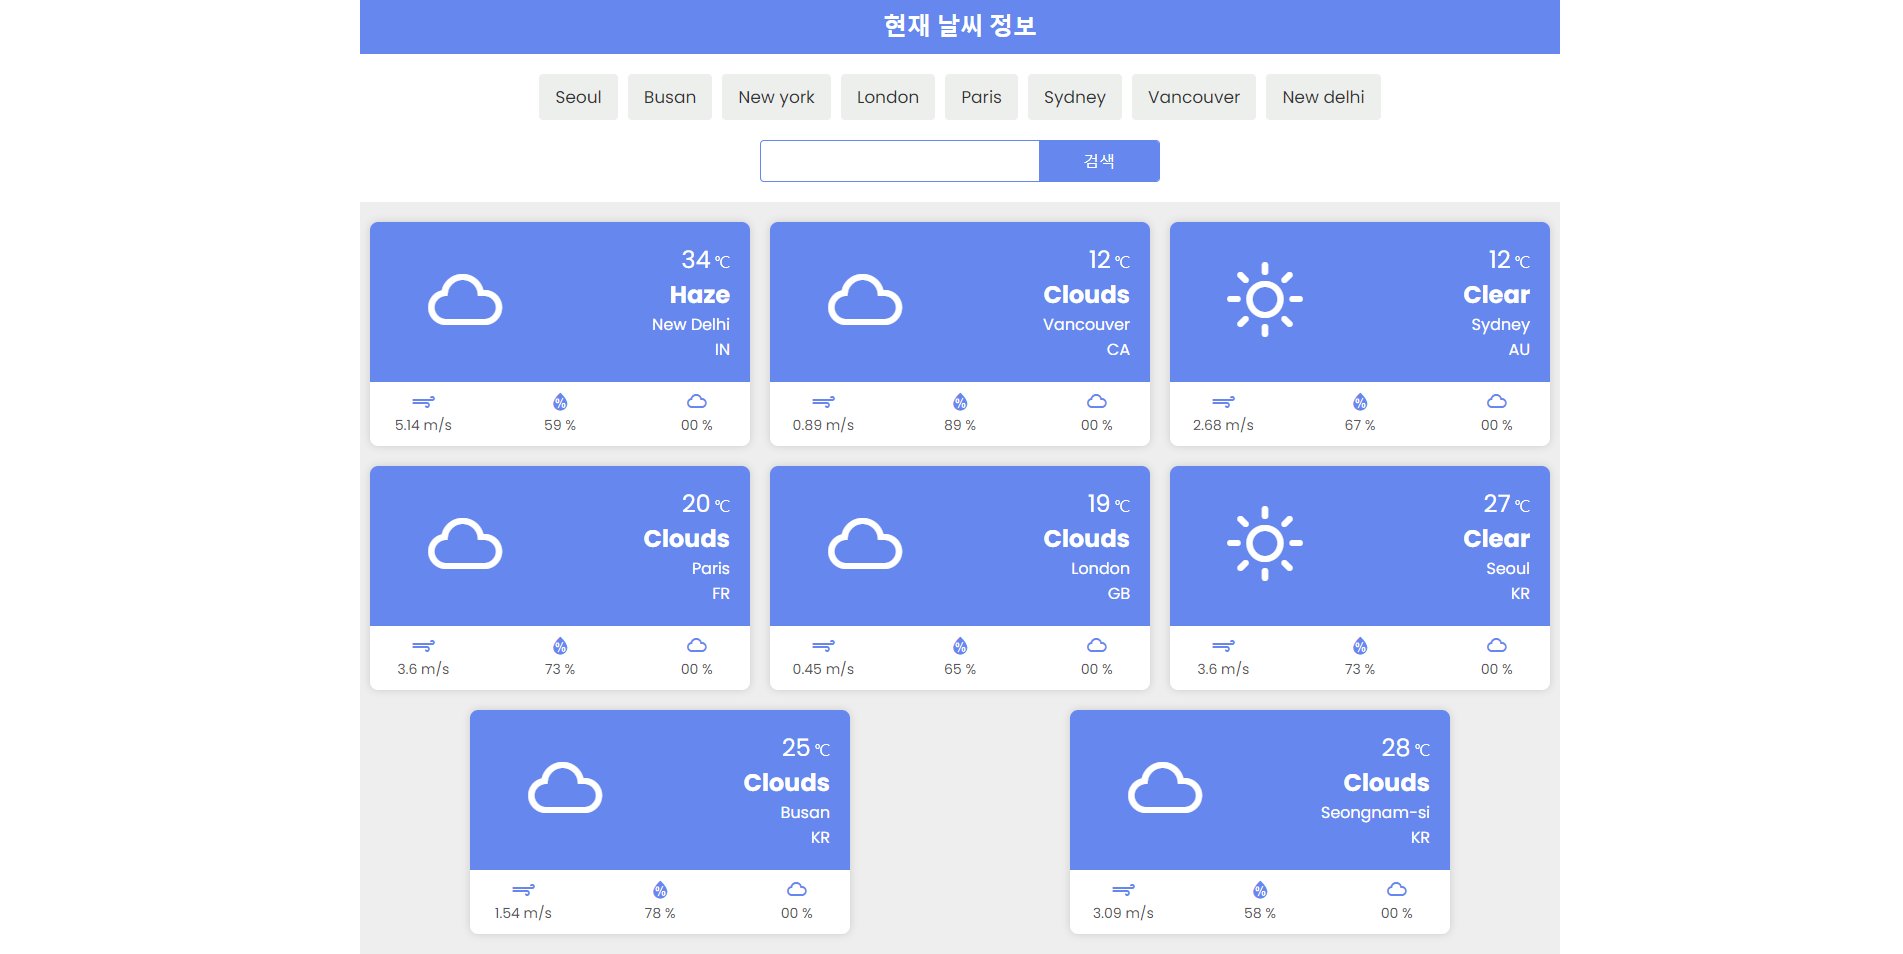 현재 날씨 정보
Seoul Busan New york London Paris Sydney Vancouver New delhi
검색
34 ℃
Haze
New Delhi
IN
5.14 m/s 59 % 00 %
12 ℃
Clouds
Vancouver
CA
0.89 m/s 89 % 00 %
12 ℃
Clear
Sydney
AU
2.68 m/s 67 % 00 %
20 ℃
Clouds
Paris
FR
3.6 m/s 73 % 00 %
19 ℃
Clouds
London
GB
0.45 m/s 65 % 00 %
27 ℃
Clear
Seoul
KR
3.6 m/s 73 % 00 %
25 ℃
Clouds
Busan
KR
1.54 m/s 78 % 00 %
28 ℃
Clouds
Seongnam-si
KR
3.09 m/s 58 % 00 %